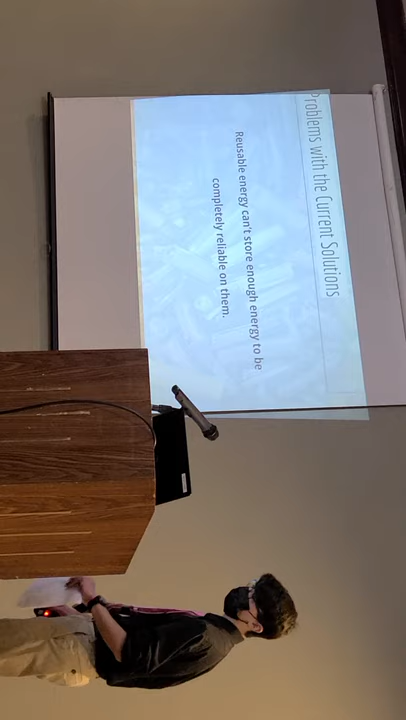 Problems with the Current Solutions
Reusable energy can't store enough energy to be
completely reliable on them.